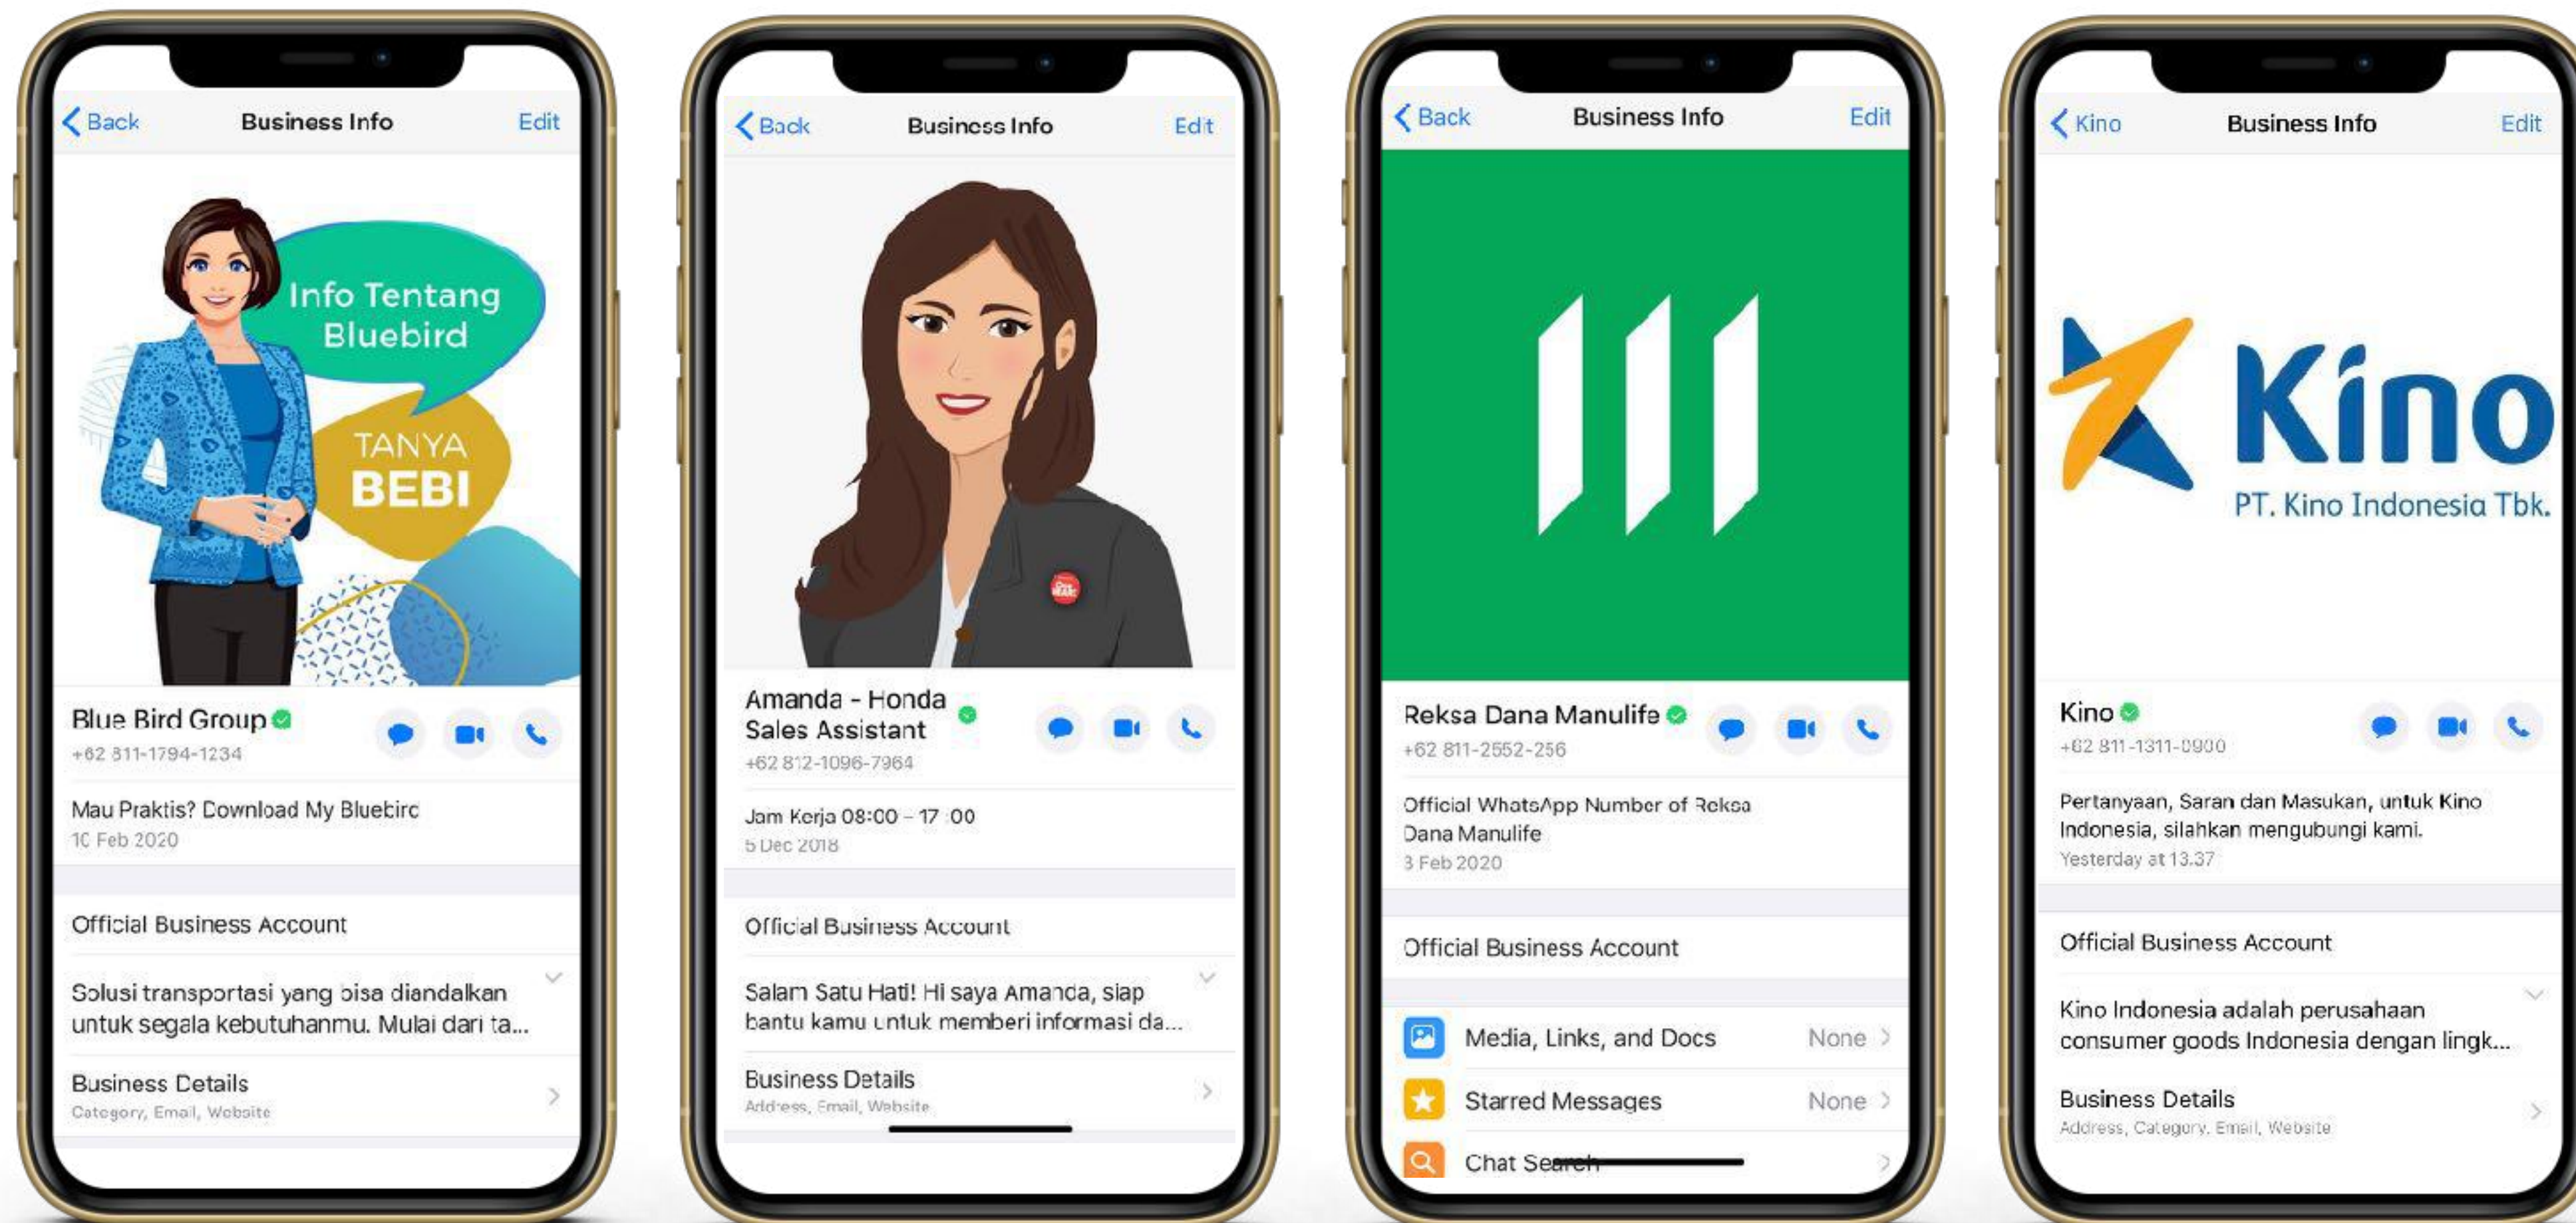 Back Business Info Edit
Info Tentang
Bluebird
TANYA
BEBI
Blue Bird Group
+62 811-1794-1234
Mau Praktis? Download My Bluebird
10 Feb 2020
Official Business Account
Solusi transportasi yang bisa diandalkan
untuk segala kebutuhanmu. Mulai dari ta...
Business Details
Category, Email, Website
Back Business Info Edit
One
HEART
Amanda - Honda
Sales Assistant
+62 812-1096-7964
Jam Kerja 08:00 – 17 :00
5 Dec 2018
Official Business Account
Salam Satu Hati! Hi saya Amanda, siap
bantu kamu untuk memberi informasi da...
Business Details
Address, Email, Website
Back Business Info Edit
Reksa Dana Manulife
+62 811-2552-256
Official WhatsApp Number of Reksa
Dana Manulife
3 Feb 2020
Official Business Account
Media, Links, and Docs None
Starred Messages None
Chat Search
Kino Business Info Edit
Kino
PT. Kino Indonesia Tbk.
Kino
+62 811-1311-0900
Pertanyaan, Saran dan Masukan, untuk Kino
Indonesia, silahkan mengubungi kami.
Yesterday at 13.37
Official Business Account
Kino Indonesia adalah perusahaan
consumer goods Indonesia dengan lingk...
Business Details
Address, Category, Email, Website